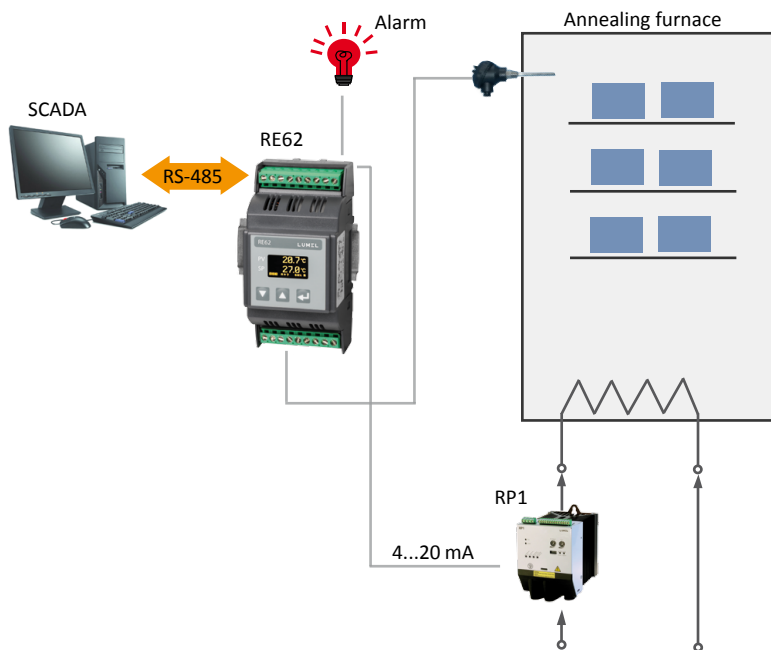 Annealing furnace
Alarm
SCADA
RE62
RS-485
RE62 LUMEL
PV 20.7°C
SP 27.0°C
RP1
4...20 mA